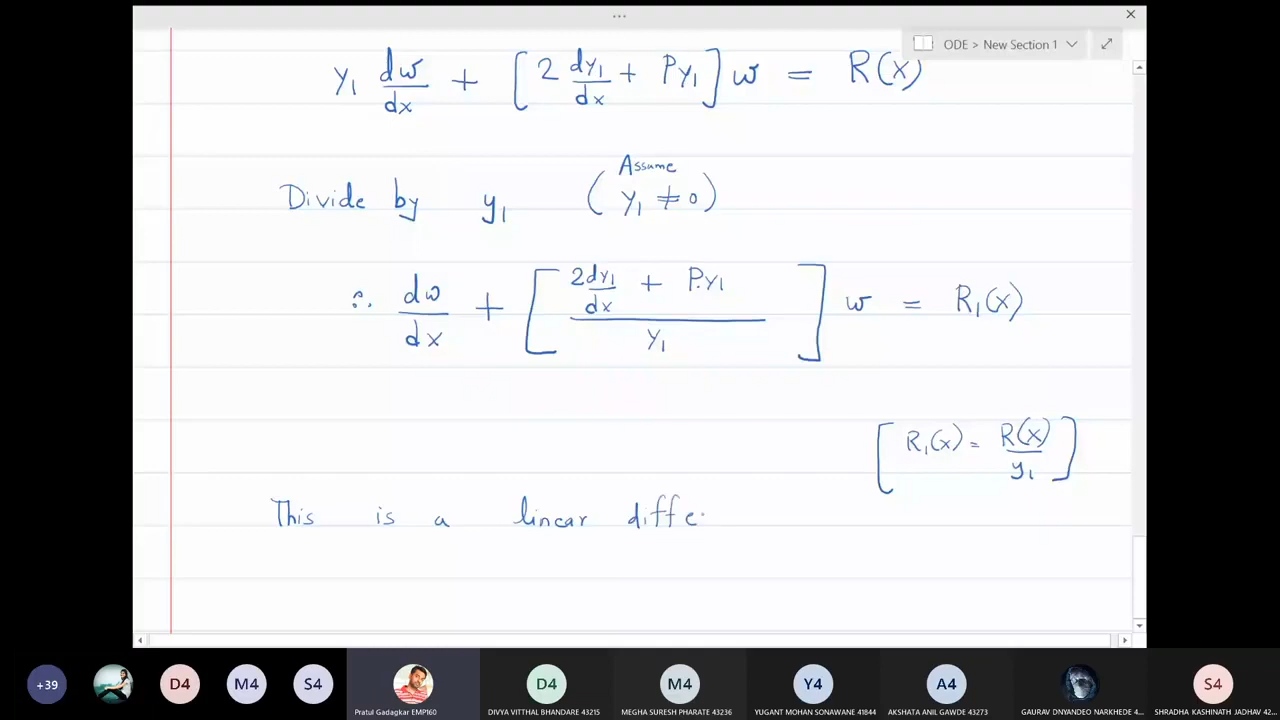 ...
ODE > New Section 1
y₁ dw/dx + [2 dy₁/dx + Py₁] w = R(x)
Divide by y₁ (Assume y₁ ≠ 0)
∴ dw/dx + [(2dy₁/dx + P.y₁)/y₁] w = R₁(x)
[R₁(x) = R(x)/y₁]
This is a linear diffe.
+39
D4
M4
S4
Pratul Gadagkar EMP160
D4
DIVYA VITTHAL BHANDARE 43215
M4
MEGHA SURESH PHARATE 43236
Y4
YUGANT MOHAN SONAWANE 41844
A4
AKSHATA ANIL GAWDE 43273
GAURAV DNYANDEO NARKHEDE 4...
S4
SHRADHA KASHINATH JADHAV 42...